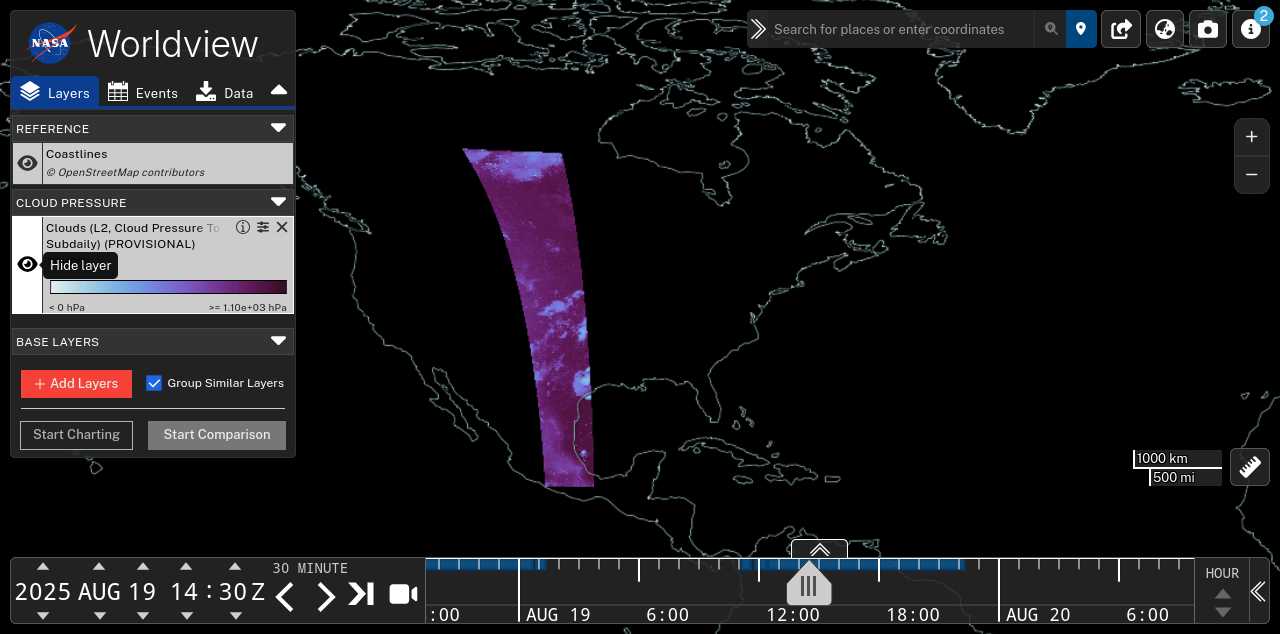 NASA
Worldview
Layers
Events
Data
REFERENCE
Coastlines
© OpenStreetMap contributors
CLOUD PRESSURE
Clouds (L2, Cloud Pressure To
Subdaily) (PROVISIONAL)
Hide layer
< 0 hPa
>= 1.10e+03 hPa
BASE LAYERS
+ Add Layers
Group Similar Layers
Start Charting
Start Comparison
Search for places or enter coordinates
2
+
−
1000 km
500 mi
30 MINUTE
2025 AUG 19 14 : 30 Z
:00
AUG 19
6:00
12:00
18:00
AUG 20
6:00
HOUR